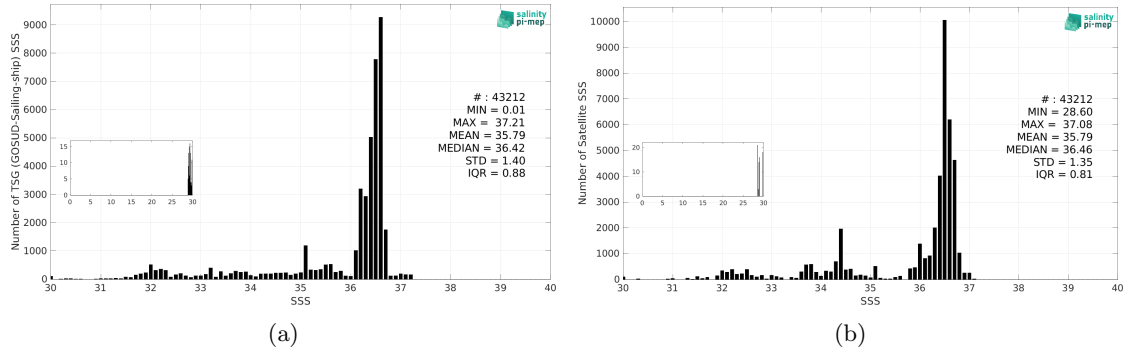 salinity
pi-mep
Number of TSG (GOSUD-Sailing-ship) SSS
9000
8000
7000
6000
5000
4000
3000
2000
1000
0
# : 43212
MIN = 0.01
MAX = 37.21
MEAN = 35.79
MEDIAN = 36.42
STD = 1.40
IQR = 0.88
15
10
5
0
0 5 10 15 20 25 30
30 31 32 33 34 35 36 37 38 39 40
SSS
(a)
salinity
pi-mep
Number of Satellite SSS
10000
9000
8000
7000
6000
5000
4000
3000
2000
1000
0
# : 43212
MIN = 28.60
MAX = 37.08
MEAN = 35.79
MEDIAN = 36.46
STD = 1.35
IQR = 0.81
20
10
0
0 5 10 15 20 25 30
30 31 32 33 34 35 36 37 38 39 40
SSS
(b)